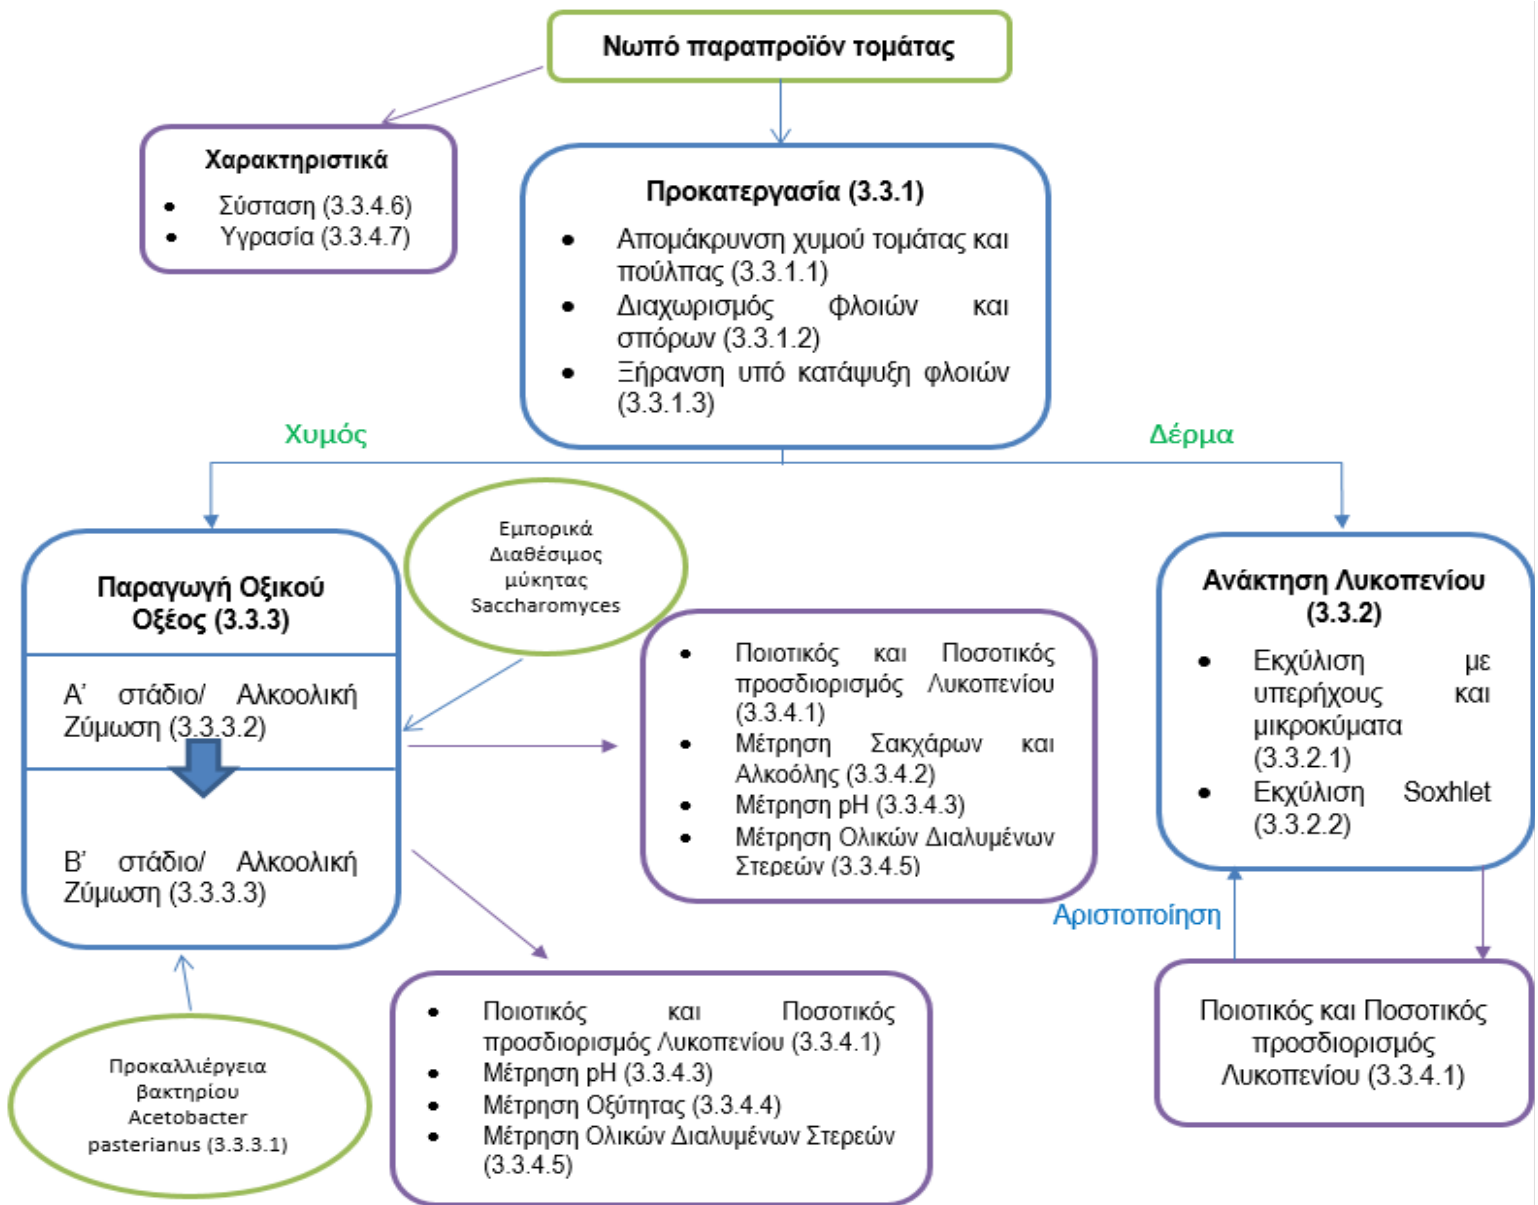 Νωπό παραπροϊόν τομάτας
Χαρακτηριστικά
• Σύσταση (3.3.4.6)
• Υγρασία (3.3.4.7)
Προκατεργασία (3.3.1)
• Απομάκρυνση χυμού τομάτας και
πούλπας (3.3.1.1)
• Διαχωρισμός φλοιών και
σπόρων (3.3.1.2)
• Ξήρανση υπό κατάψυξη φλοιών
(3.3.1.3)
Χυμός
Δέρμα
Παραγωγή Οξικού
Οξέος (3.3.3)
Α’ στάδιο/ Αλκοολική
Ζύμωση (3.3.3.2)
Β’ στάδιο/ Αλκοολική
Ζύμωση (3.3.3.3)
Εμπορικά
Διαθέσιμος
μύκητας
Saccharomyces
• Ποιοτικός και Ποσοτικός
προσδιορισμός Λυκοπενίου
(3.3.4.1)
• Μέτρηση Σακχάρων και
Αλκοόλης (3.3.4.2)
• Μέτρηση pH (3.3.4.3)
• Μέτρηση Ολικών Διαλυμένων
Στερεών (3.3.4.5)
Ανάκτηση Λυκοπενίου
(3.3.2)
• Εκχύλιση με
υπερήχους και
μικροκύματα
(3.3.2.1)
• Εκχύλιση Soxhlet
(3.3.2.2)
Αριστοποίηση
Προκαλλιέργεια
βακτηρίου
Acetobacter
pasterianus (3.3.3.1)
• Ποιοτικός και Ποσοτικός
προσδιορισμός Λυκοπενίου (3.3.4.1)
• Μέτρηση pH (3.3.4.3)
• Μέτρηση Οξύτητας (3.3.4.4)
• Μέτρηση Ολικών Διαλυμένων Στερεών
(3.3.4.5)
Ποιοτικός και Ποσοτικός
προσδιορισμός
Λυκοπενίου (3.3.4.1)